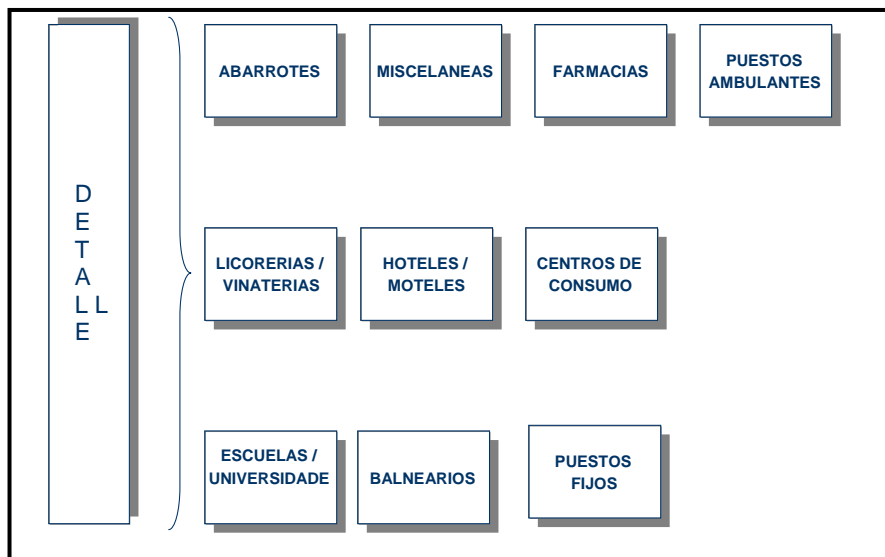 D
E
T
A
L L
E
ABARROTES
MISCELANEAS
FARMACIAS
PUESTOS
AMBULANTES
LICORERIAS /
VINATERIAS
HOTELES /
MOTELES
CENTROS DE
CONSUMO
ESCUELAS /
UNIVERSIDADE
BALNEARIOS
PUESTOS
FIJOS